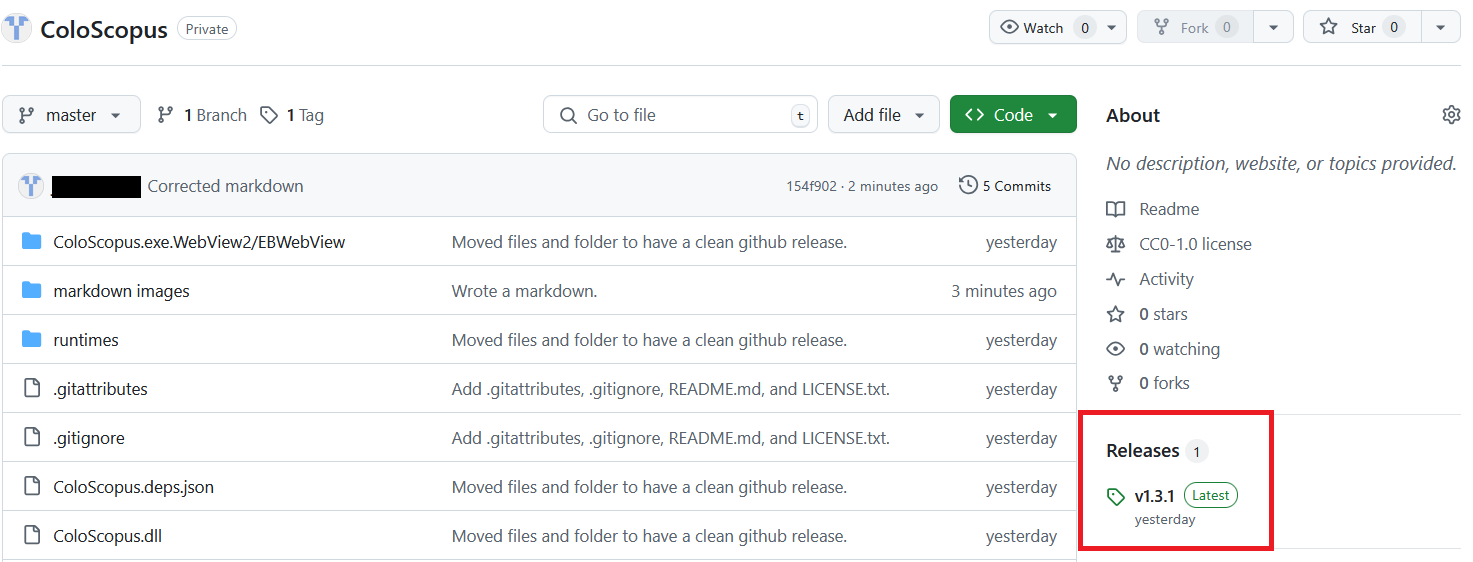 ColoScopus Private Watch 0 Fork 0 Star 0
master 1 Branch 1 Tag Go to file t Add file Code
Corrected markdown 154f902 · 2 minutes ago 5 Commits
ColoScopus.exe.WebView2/EBWebView Moved files and folder to have a clean github release. yesterday
markdown images Wrote a markdown. 3 minutes ago
runtimes Moved files and folder to have a clean github release. yesterday
.gitattributes Add .gitattributes, .gitignore, README.md, and LICENSE.txt. yesterday
.gitignore Add .gitattributes, .gitignore, README.md, and LICENSE.txt. yesterday
ColoScopus.deps.json Moved files and folder to have a clean github release. yesterday
ColoScopus.dll Moved files and folder to have a clean github release. yesterday
About
No description, website, or topics provided.
Readme
CC0-1.0 license
Activity
0 stars
0 watching
0 forks
Releases 1
v1.3.1 Latest
yesterday